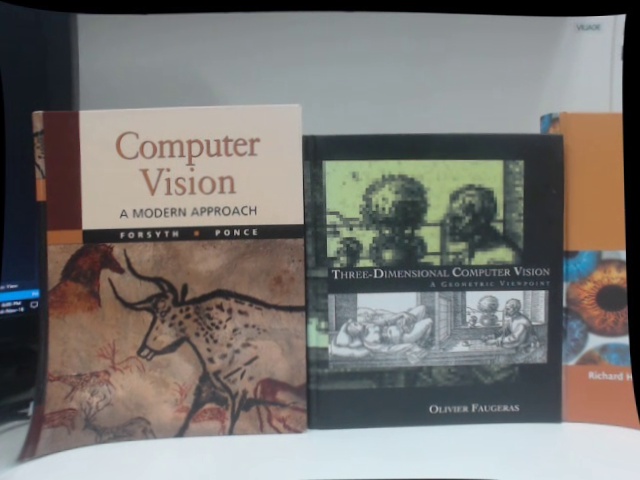 Computer
Vision
A MODERN APPROACH
FORSYTH • PONCE
THREE-DIMENSIONAL COMPUTER VISION
A GEOMETRIC VIEWPOINT
OLIVIER FAUGERAS
Richard H